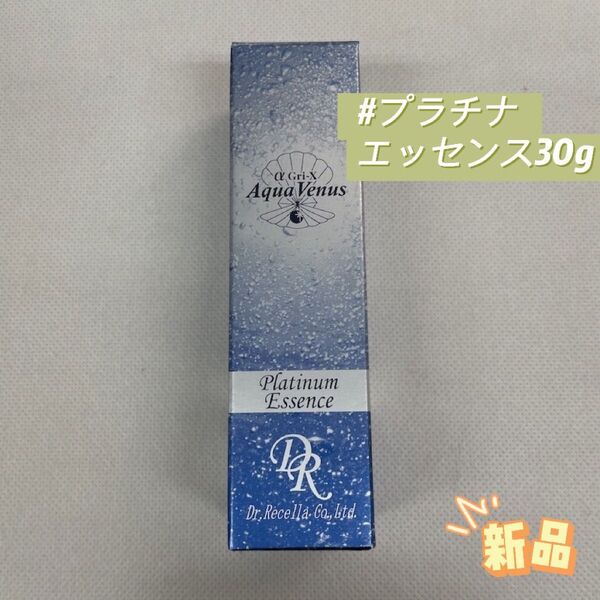 #プラチナ
エッセンス30g
α Gri-X
Aqua Vénus
Platinum
Essence
DR
Dr.Recella Co.,Ltd.
新品